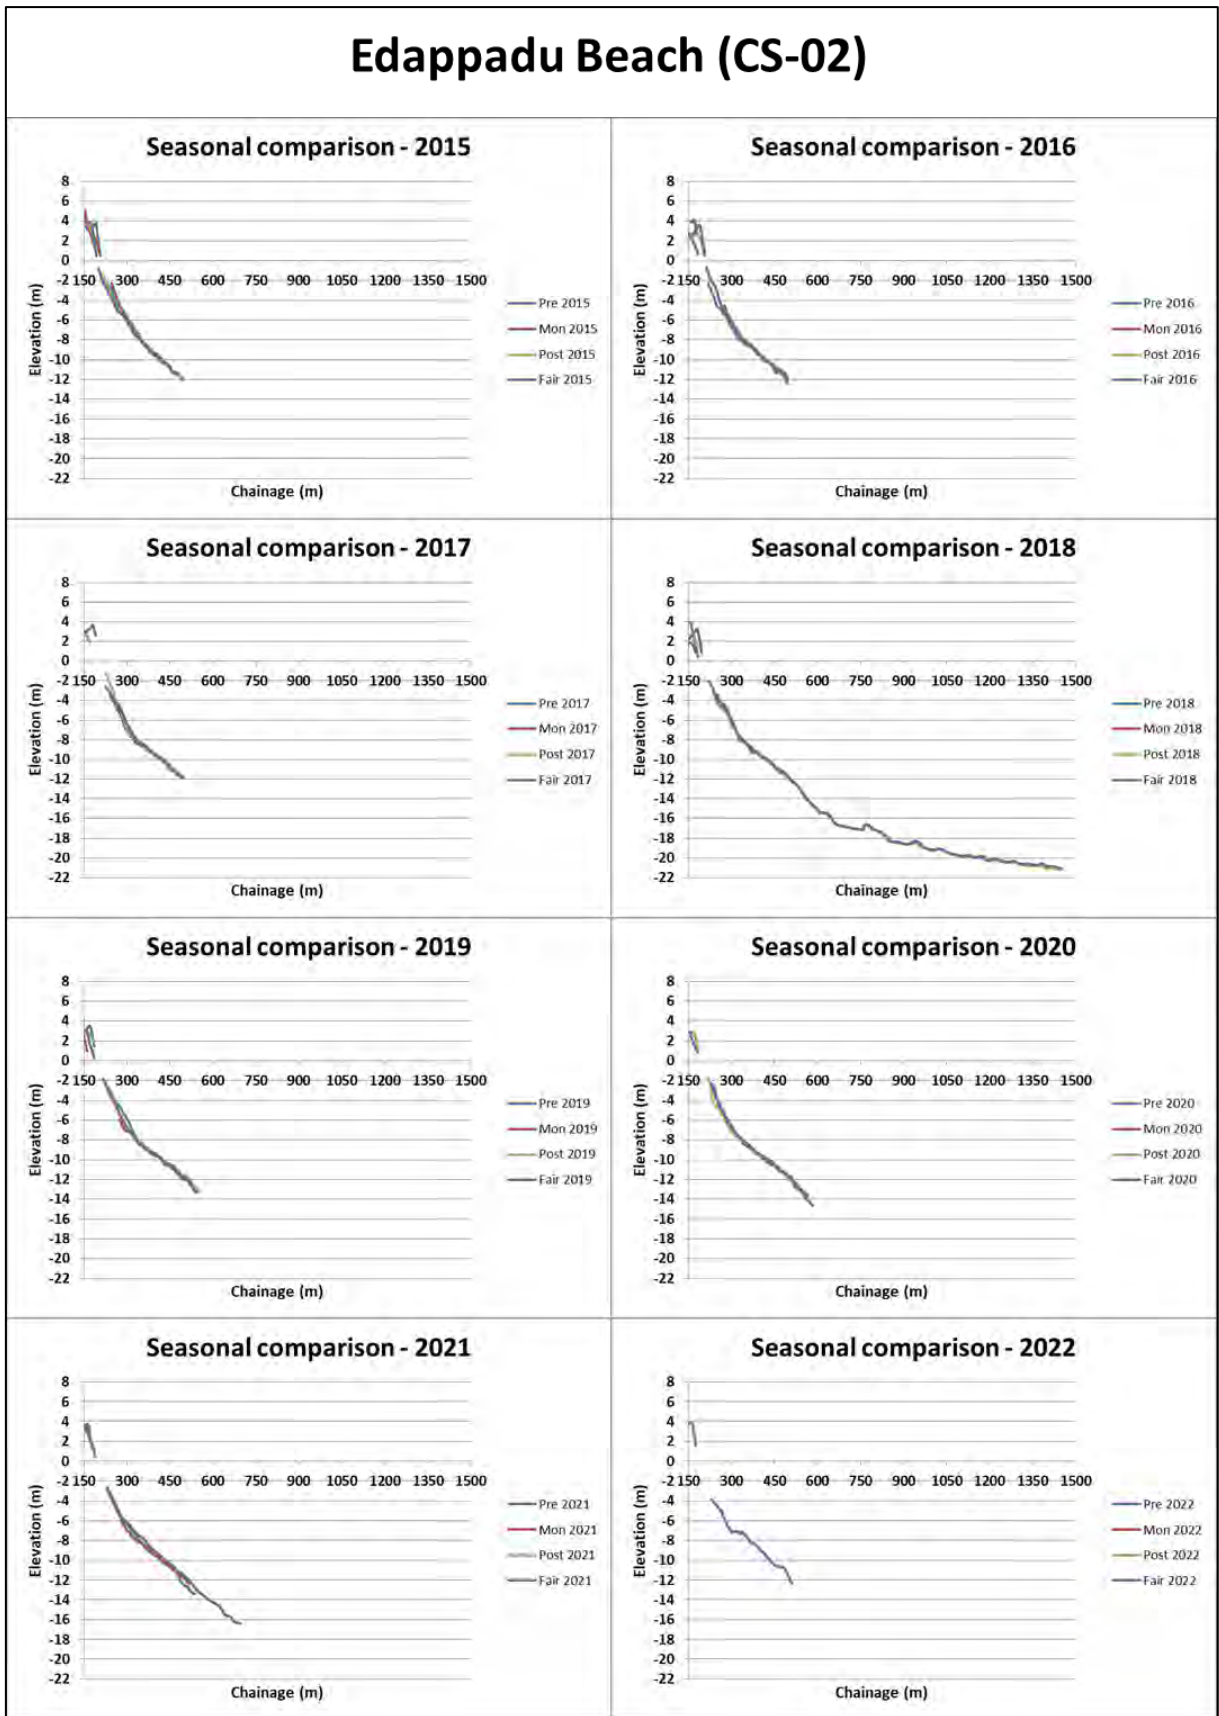 Edappadu Beach (CS-02)
Seasonal comparison - 2015
8
6
4
2
0
-2 150 300 450 600 750 900 1050 1200 1350 1500
-4
-6
-8
-10
-12
-14
-16
-18
-20
-22
Elevation (m)
Chainage (m)
Pre 2015
Mon 2015
Post 2015
Fair 2015
Seasonal comparison - 2016
8
6
4
2
0
-2 150 300 450 600 750 900 1050 1200 1350 1500
-4
-6
-8
-10
-12
-14
-16
-18
-20
-22
Elevation (m)
Chainage (m)
Pre 2016
Mon 2016
Post 2016
Fair 2016
Seasonal comparison - 2017
8
6
4
2
0
-2 150 300 450 600 750 900 1050 1200 1350 1500
-4
-6
-8
-10
-12
-14
-16
-18
-20
-22
Elevation (m)
Chainage (m)
Pre 2017
Mon 2017
Post 2017
Fair 2017
Seasonal comparison - 2018
8
6
4
2
0
-2 150 300 450 600 750 900 1050 1200 1350 1500
-4
-6
-8
-10
-12
-14
-16
-18
-20
-22
Elevation (m)
Chainage (m)
Pre 2018
Mon 2018
Post 2018
Fair 2018
Seasonal comparison - 2019
8
6
4
2
0
-2 150 300 450 600 750 900 1050 1200 1350 1500
-4
-6
-8
-10
-12
-14
-16
-18
-20
-22
Elevation (m)
Chainage (m)
Pre 2019
Mon 2019
Post 2019
Fair 2019
Seasonal comparison - 2020
8
6
4
2
0
-2 150 300 450 600 750 900 1050 1200 1350 1500
-4
-6
-8
-10
-12
-14
-16
-18
-20
-22
Elevation (m)
Chainage (m)
Pre 2020
Mon 2020
Post 2020
Fair 2020
Seasonal comparison - 2021
8
6
4
2
0
-2 150 300 450 600 750 900 1050 1200 1350 1500
-4
-6
-8
-10
-12
-14
-16
-18
-20
-22
Elevation (m)
Chainage (m)
Pre 2021
Mon 2021
Post 2021
Fair 2021
Seasonal comparison - 2022
8
6
4
2
0
-2 150 300 450 600 750 900 1050 1200 1350 1500
-4
-6
-8
-10
-12
-14
-16
-18
-20
-22
Elevation (m)
Chainage (m)
Pre 2022
Mon 2022
Post 2022
Fair 2022